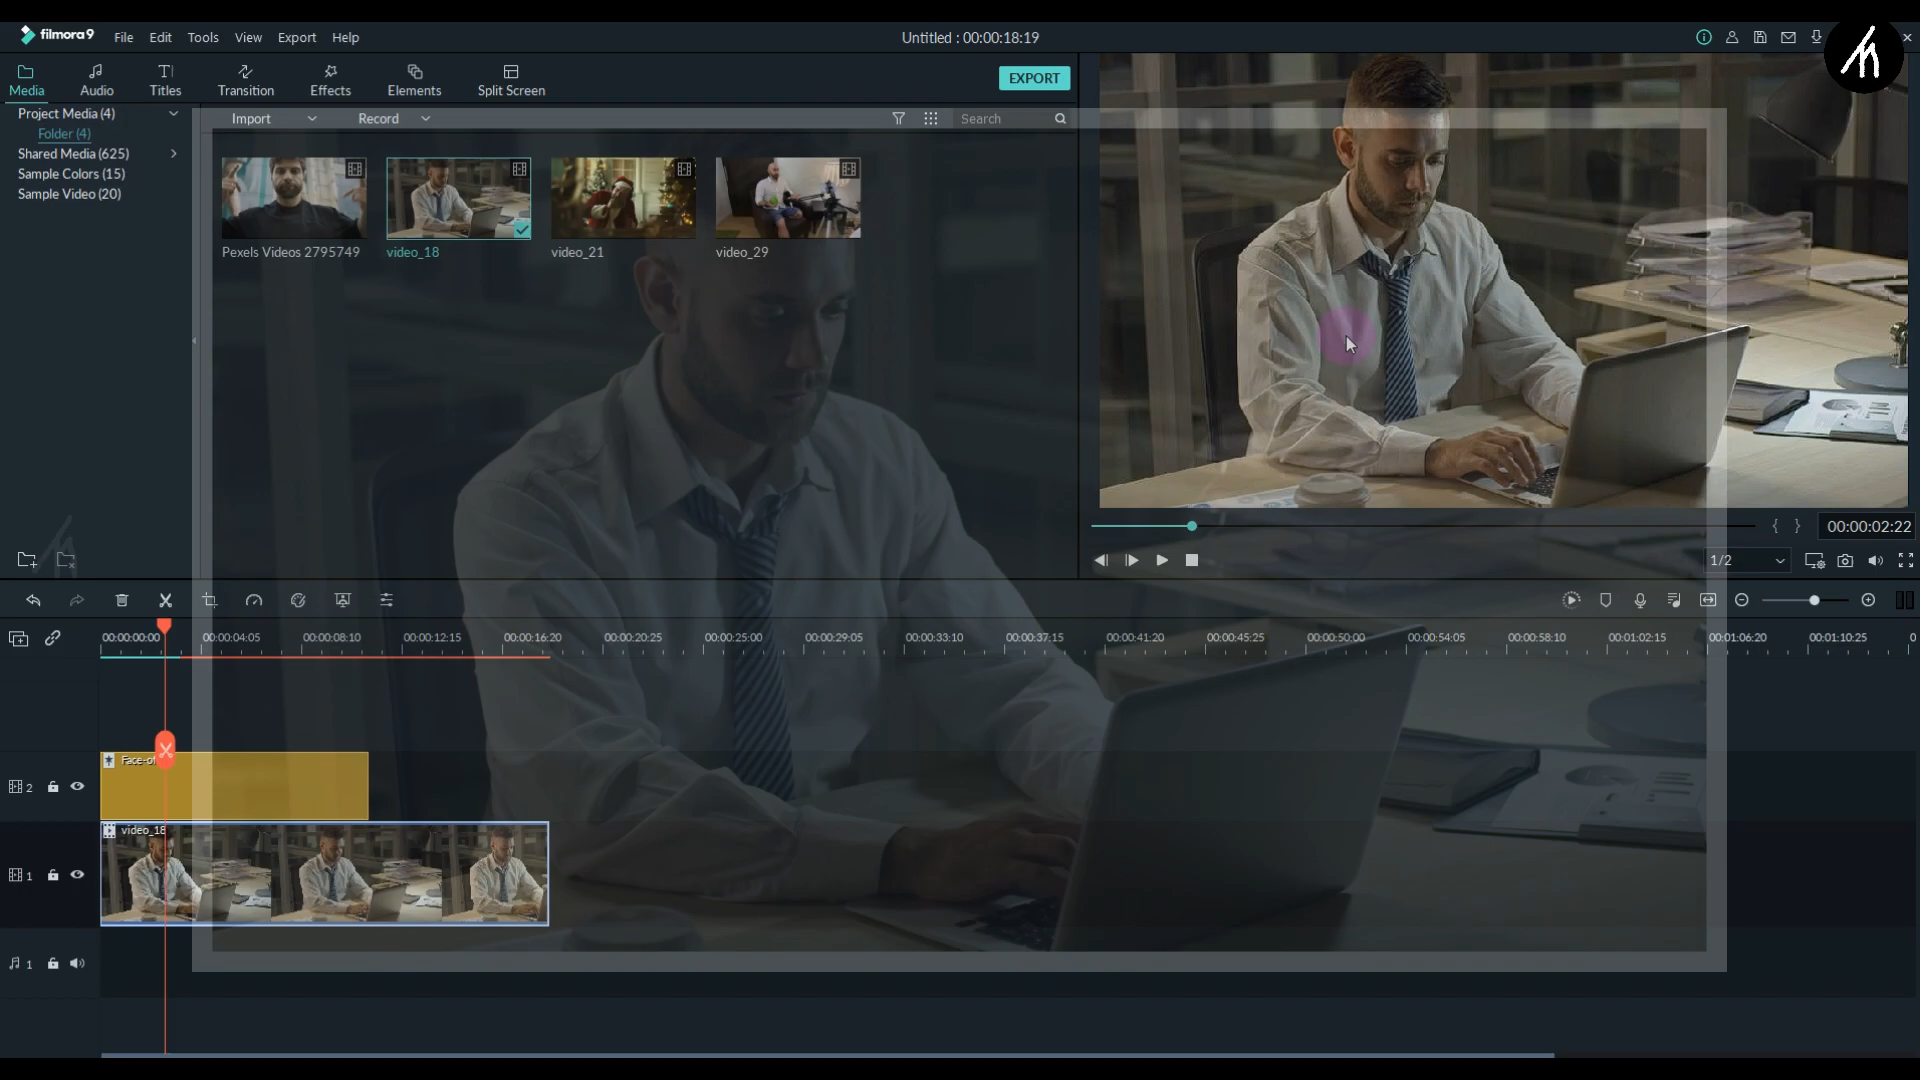 filmora9
File Edit Tools View Export Help
Untitled : 00:00:18:19
Media Audio Titles Transition Effects Elements Split Screen
EXPORT
Project Media (4)
Folder (4)
Shared Media (625)
Sample Colors (15)
Sample Video (20)
Import Record Search
Pexels Videos 2795749 video_18 video_21 video_29
{ } 00:00:02:22
1/2
00:00:00:00 00:00:04:05 00:00:08:10 00:00:12:15 00:00:16:20 00:00:20:25 00:00:25:00 00:00:29:05 00:00:33:10 00:00:37:15 00:00:41:20 00:00:45:25 00:00:50:00 00:00:54:05 00:00:58:10 00:01:02:15 00:01:06:20 00:01:10:25 0
2
video_18
1
1